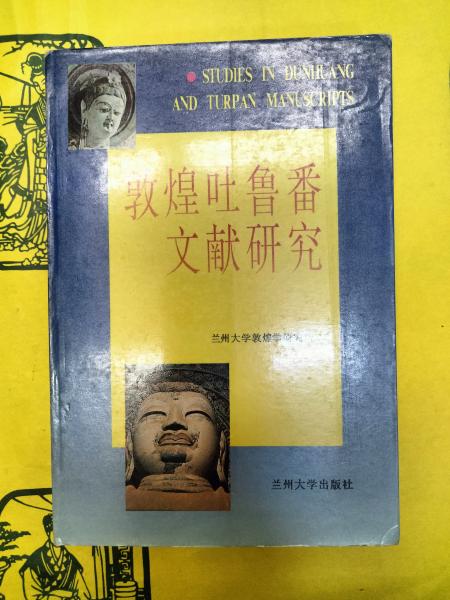 STUDIES IN DUNHUANG
AND TURPAN MANUSCRIPTS
敦煌吐鲁番
文献研究
兰州大学敦煌学
兰州大学出版社